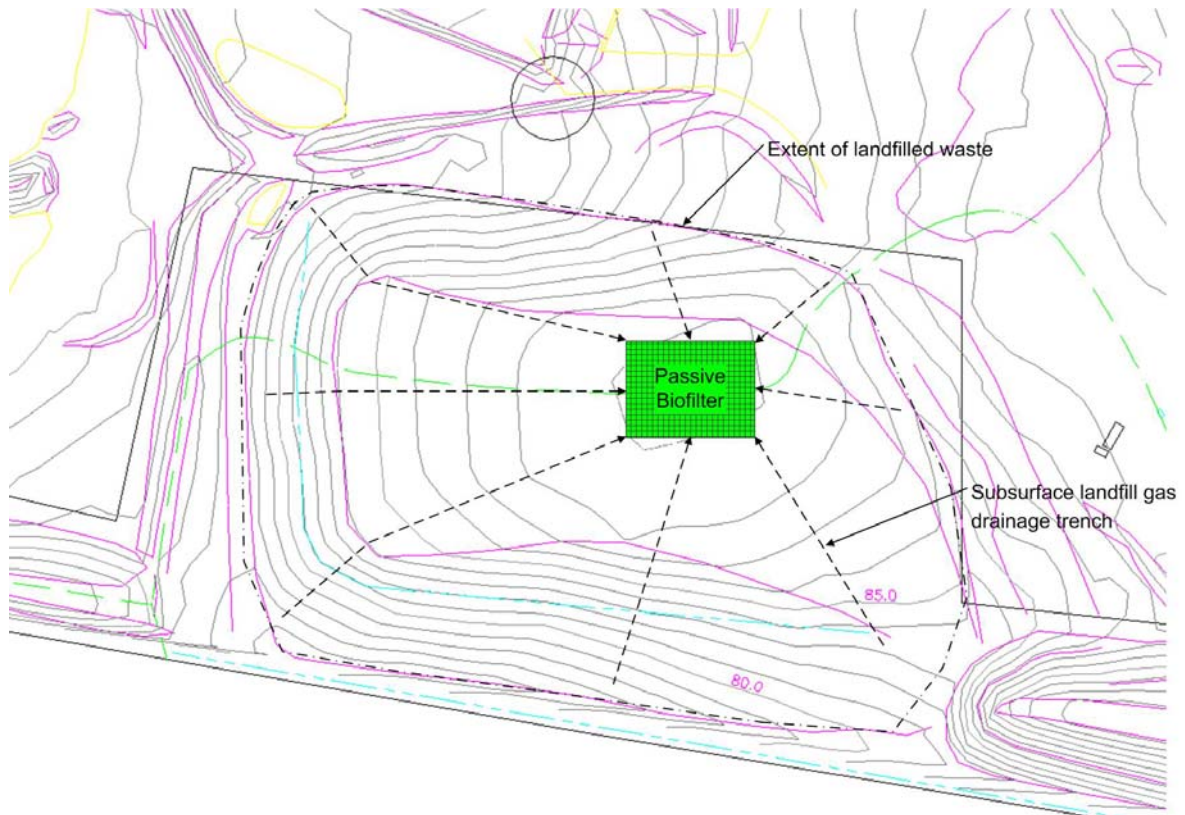 Extent of landfilled waste
Passive
Biofilter
Subsurface landfill gas
drainage trench
85.0
80.0